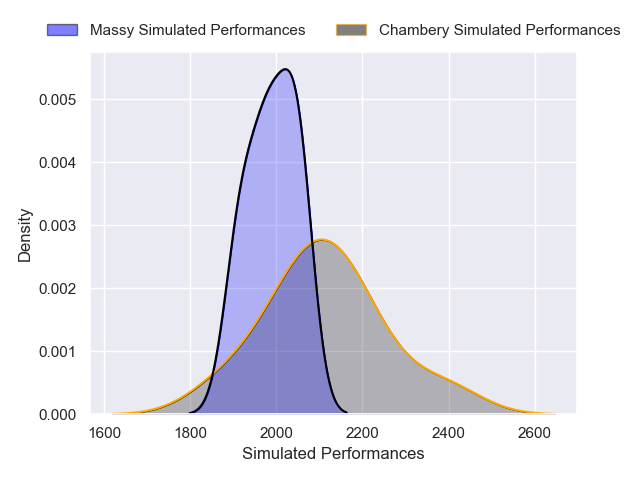 Massy Simulated Performances
Chambery Simulated Performances
0.005
0.004
0.003
0.002
0.001
0.000
Density
1600 1800 2000 2200 2400 2600
Simulated Performances